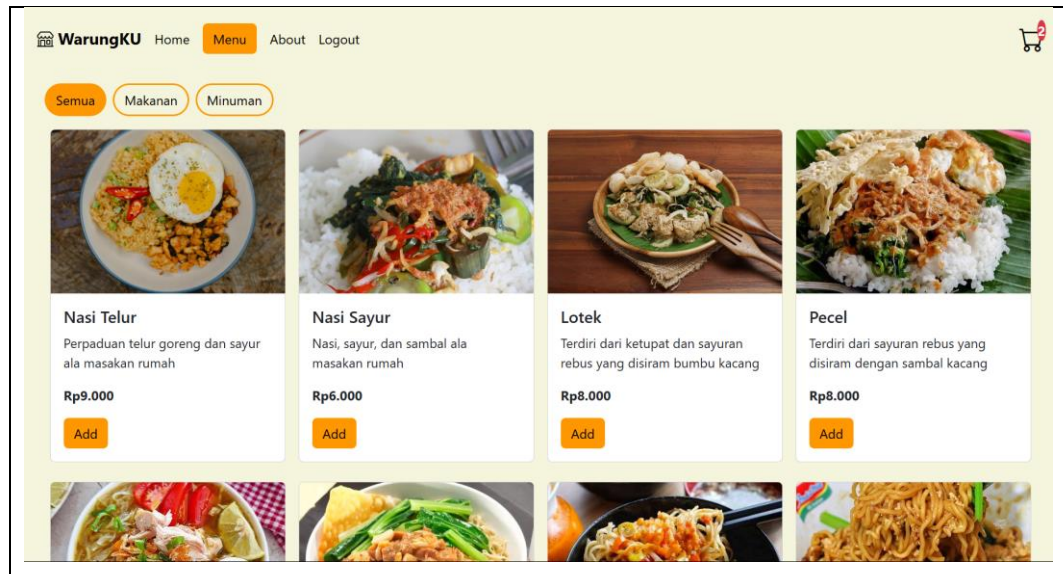 WarungKU Home Menu About Logout 2
Semua Makanan Minuman
Nasi Telur
Perpaduan telur goreng dan sayur
ala masakan rumah
Rp9.000
Add
Nasi Sayur
Nasi, sayur, dan sambal ala
masakan rumah
Rp6.000
Add
Lotek
Terdiri dari ketupat dan sayuran
rebus yang disiram bumbu kacang
Rp8.000
Add
Pecel
Terdiri dari sayuran rebus yang
disiram dengan sambal kacang
Rp8.000
Add